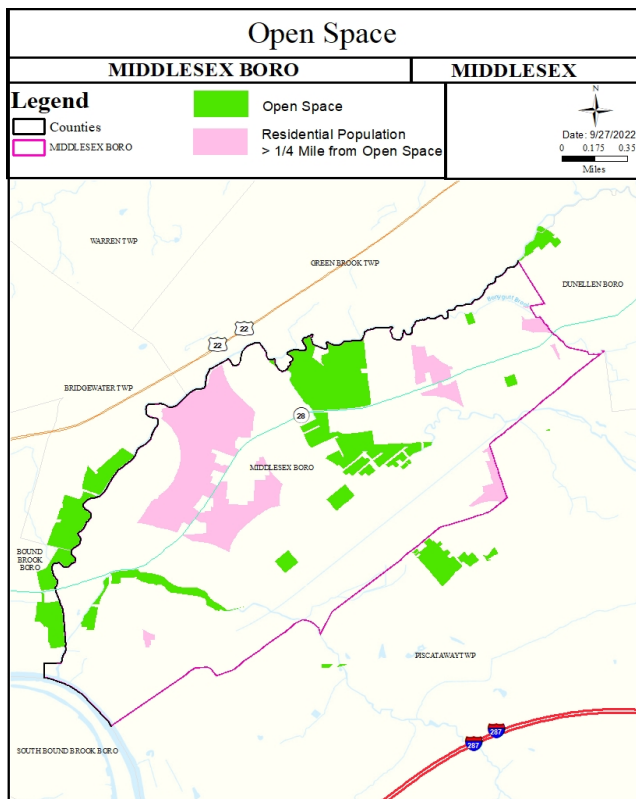 Open Space
MIDDLESEX BORO
MIDDLESEX
Legend
Counties
MIDDLESEX BORO
Open Space
Residential Population
> 1/4 Mile from Open Space
N
Date: 9/27/2022
0 0.175 0.35
Miles
WARREN TWP
GREEN BROOK TWP
DUNELLEN BORO
22
22
BRIDGEWATER TWP
28
MIDDLESEX BORO
BOUND
BROOK
BORO
PISCATAWAY TWP
287
287
SOUTH BOUND BROOK BORO